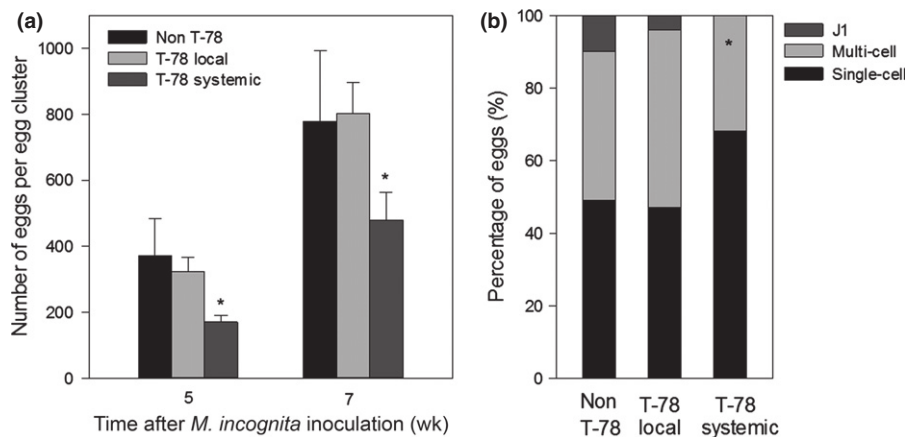 (a)
Non T-78
T-78 local
T-78 systemic
Number of eggs per egg cluster
1000
800
600
400
200
0
*
*
5
7
Time after M. incognita inoculation (wk)
(b)
J1
Multi-cell
Single-cell
Percentage of eggs (%)
100
80
60
40
20
0
*
Non
T-78
T-78
local
T-78
systemic